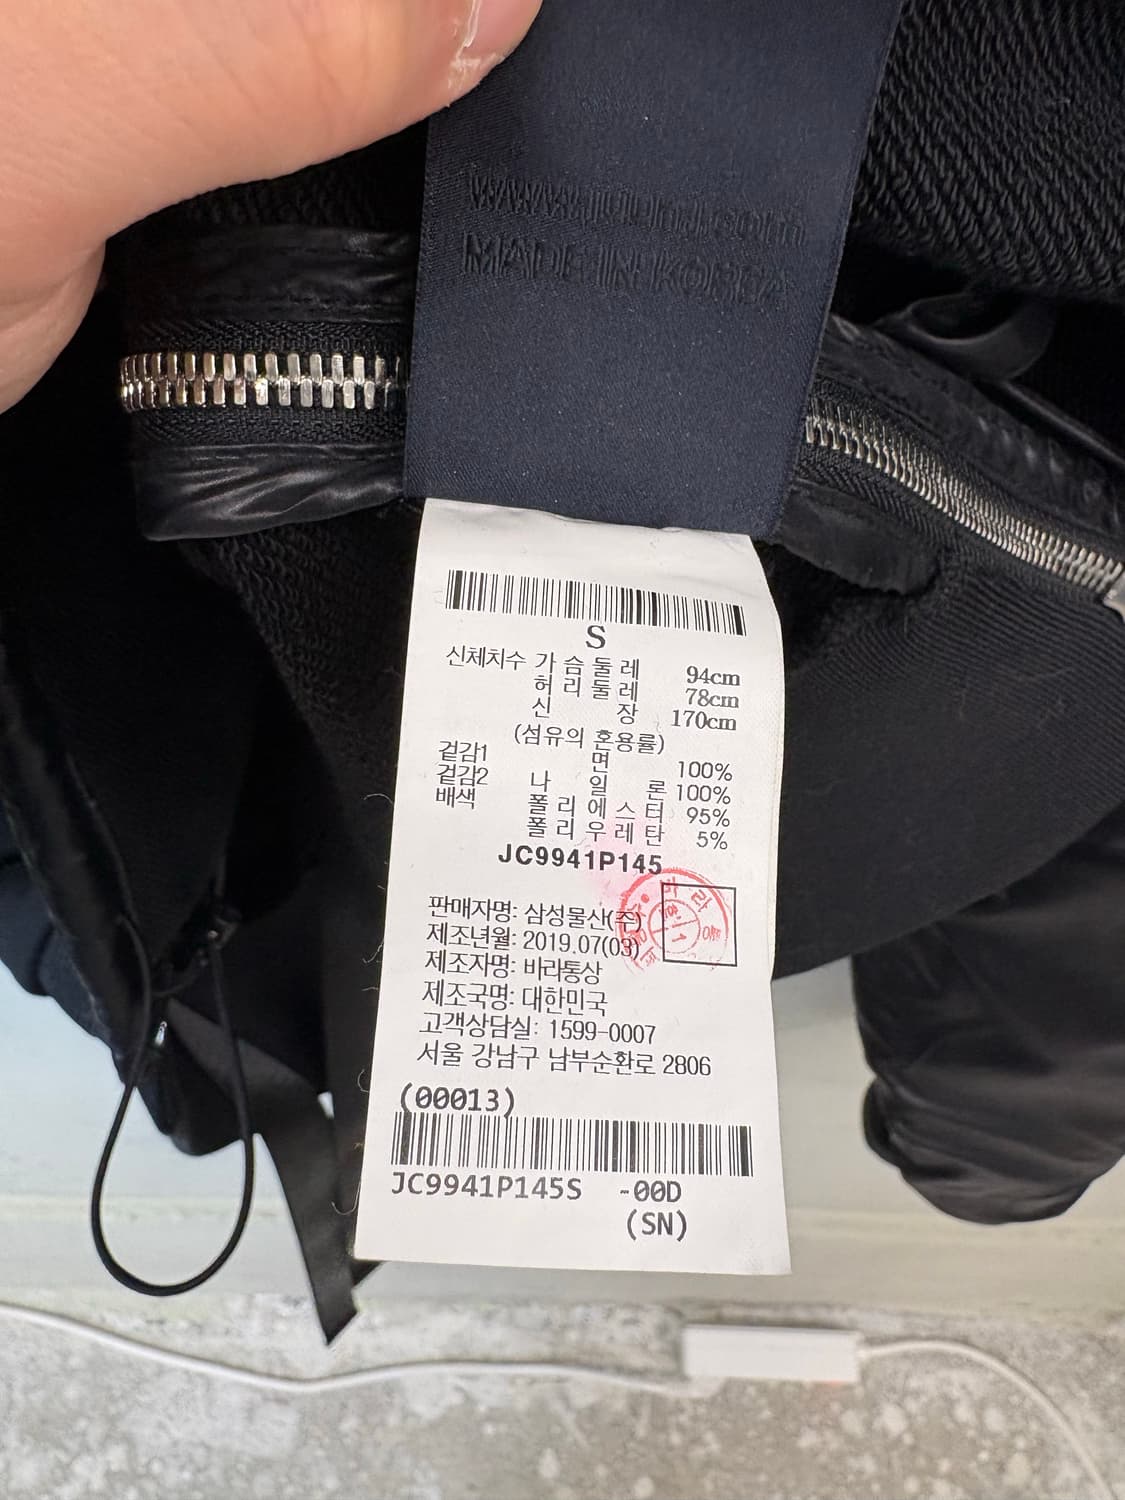 MADE IN KOREA
S
신체치수 가슴둘레 94cm
허리둘레 78cm
신장 170cm
(섬유의 혼용률)
겉감1 면 100%
겉감2 나일론 100%
배색 폴리에스터 95%
폴리우레탄 5%
JC9941P145
판매자명: 삼성물산(주)
제조년월: 2019.07(03)
제조자명: 바라통상
제조국명: 대한민국
고객상담실: 1599-0007
서울 강남구 남부순환로 2806
(00013)
JC9941P145S -00D
(SN)